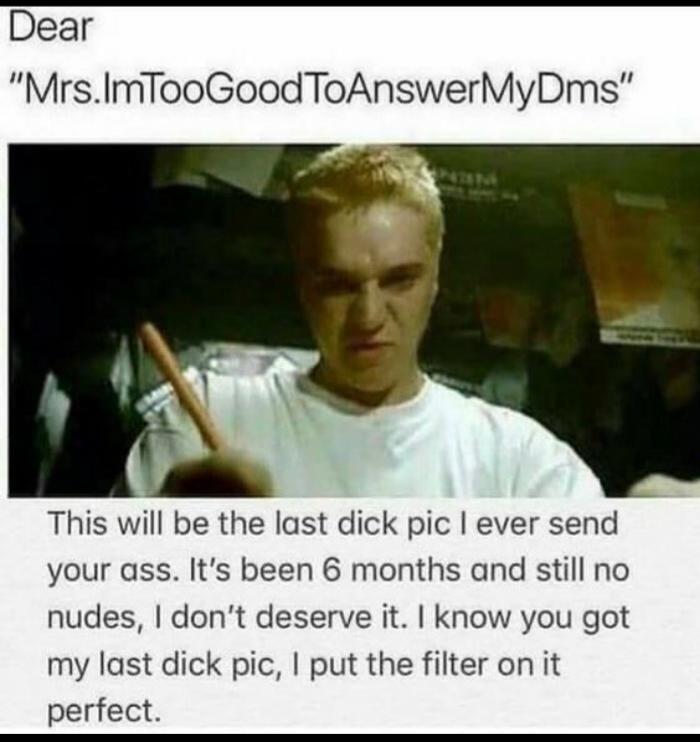 Dear
"Mrs.ImTooGoodToAnswerMyDms"
This will be the last dick pic I ever send
your ass. It's been 6 months and still no
nudes, I don't deserve it. I know you got
my last dick pic, I put the filter on it
perfect.